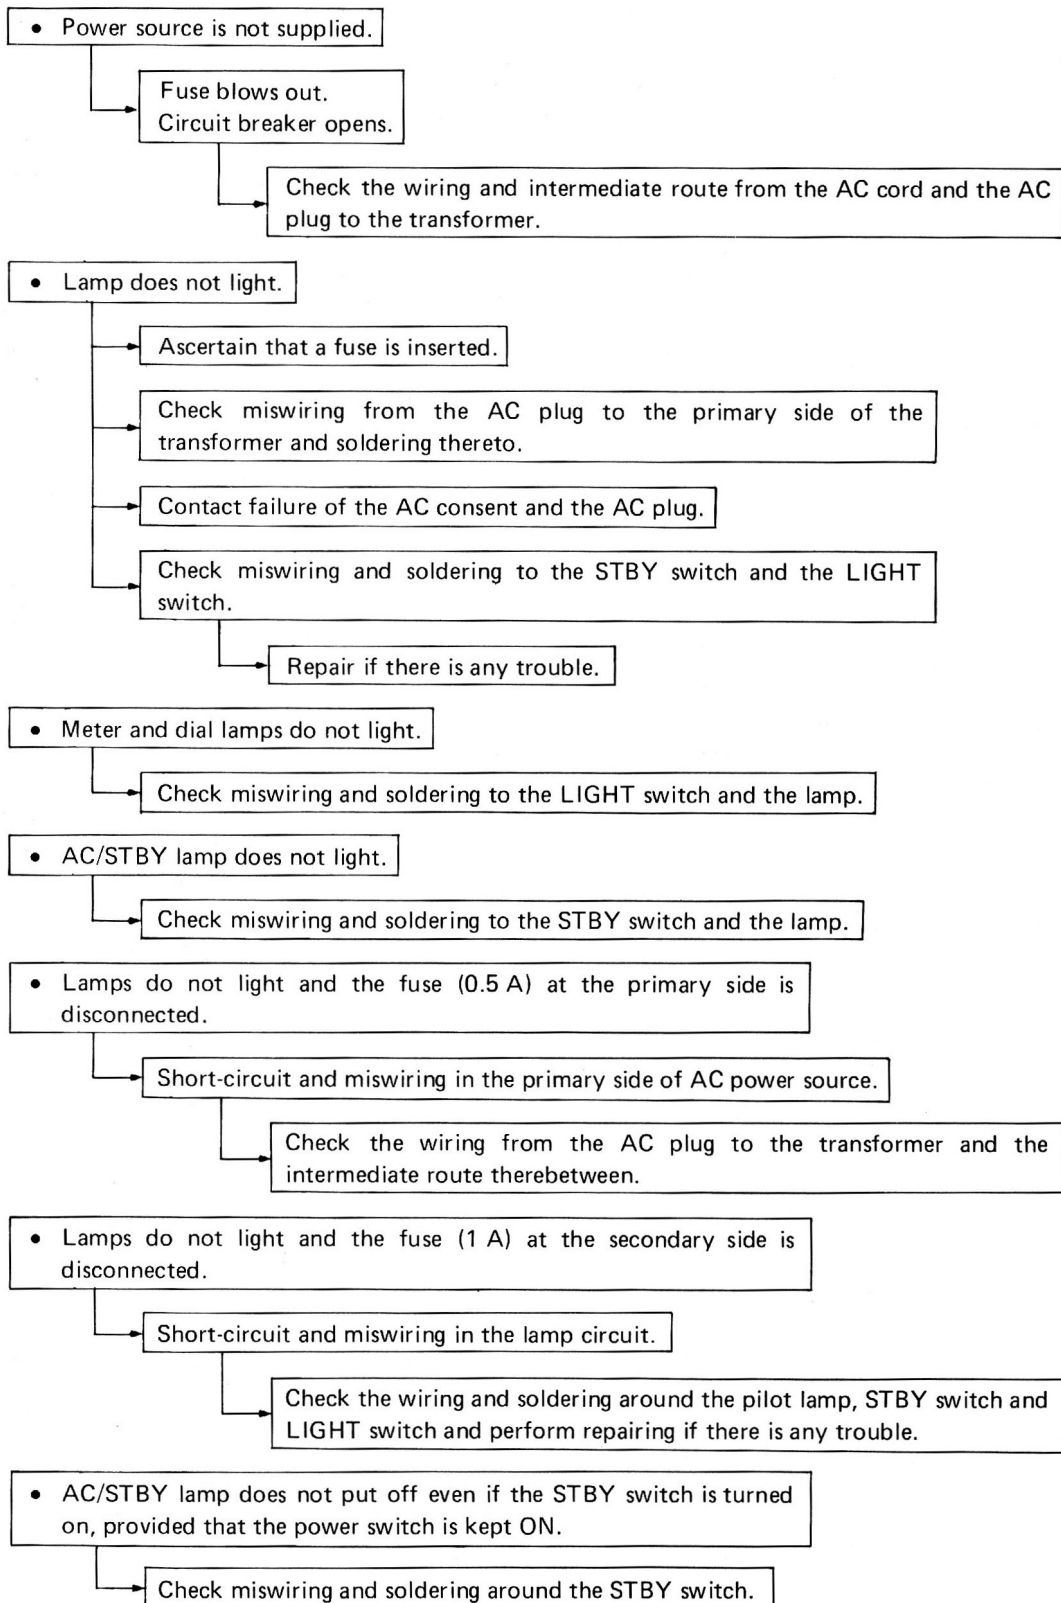 • Power source is not supplied.
Fuse blows out.
Circuit breaker opens.
Check the wiring and intermediate route from the AC cord and the AC
plug to the transformer.
• Lamp does not light.
Ascertain that a fuse is inserted.
Check miswiring from the AC plug to the primary side of the
transformer and soldering thereto.
Contact failure of the AC consent and the AC plug.
Check miswiring and soldering to the STBY switch and the LIGHT
switch.
Repair if there is any trouble.
• Meter and dial lamps do not light.
Check miswiring and soldering to the LIGHT switch and the lamp.
• AC/STBY lamp does not light.
Check miswiring and soldering to the STBY switch and the lamp.
• Lamps do not light and the fuse (0.5 A) at the primary side is
disconnected.
Short-circuit and miswiring in the primary side of AC power source.
Check the wiring from the AC plug to the transformer and the
intermediate route therebetween.
• Lamps do not light and the fuse (1 A) at the secondary side is
disconnected.
Short-circuit and miswiring in the lamp circuit.
Check the wiring and soldering around the pilot lamp, STBY switch and
LIGHT switch and perform repairing if there is any trouble.
• AC/STBY lamp does not put off even if the STBY switch is turned
on, provided that the power switch is kept ON.
Check miswiring and soldering around the STBY switch.